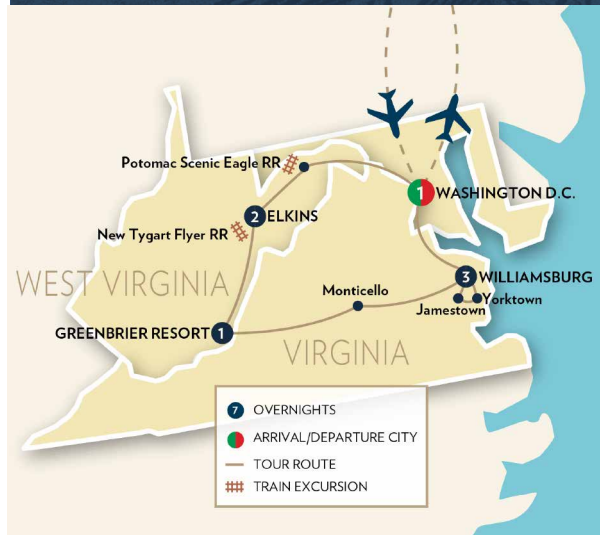 Potomac Scenic Eagle RR
1 WASHINGTON D.C.
2 ELKINS
New Tygart Flyer RR
WEST VIRGINIA
3 WILLIAMSBURG
Monticello
Yorktown
Jamestown
GREENBRIER RESORT 1
VIRGINIA
7 OVERNIGHTS
ARRIVAL/DEPARTURE CITY
TOUR ROUTE
TRAIN EXCURSION